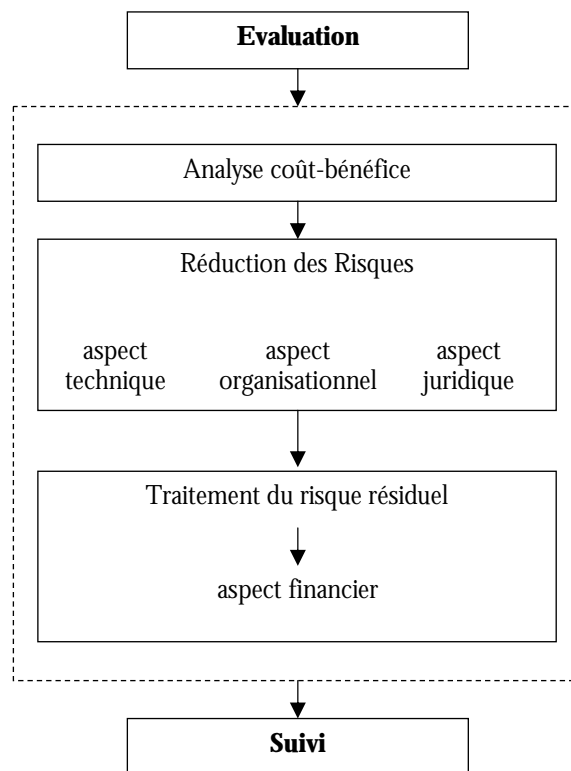 Evaluation
Analyse coût-bénéfice
Réduction des Risques
aspect technique
aspect organisationnel
aspect juridique
Traitement du risque résiduel
aspect financier
Suivi